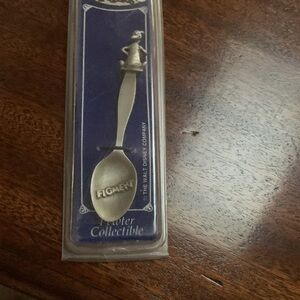 FIGMENT
© THE WALT DISNEY COMPANY
Pewter
Collectible